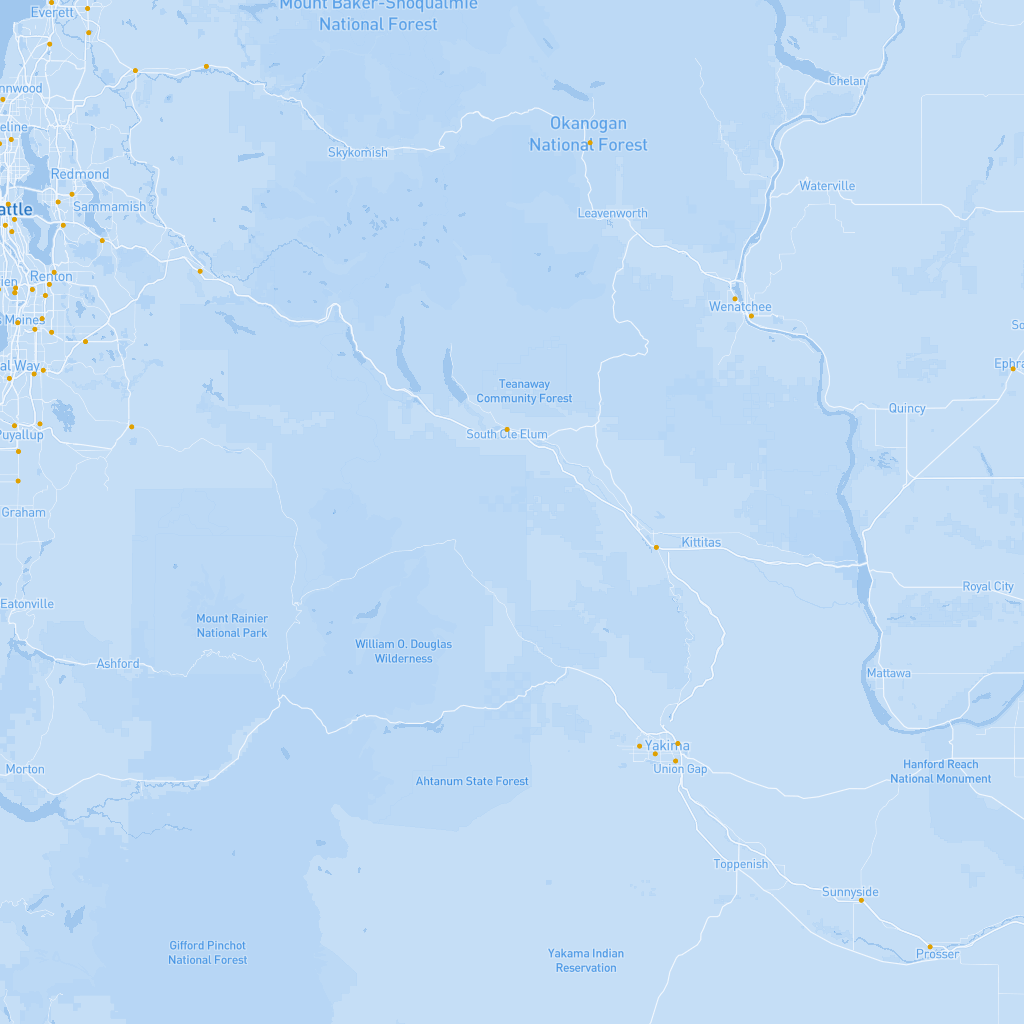 Mount Baker-Snoqualmie
National Forest
Everett
Chelan
nnwood
Okanogan
National Forest
eline
Skykomish
Redmond
Waterville
Sammamish
attle
Leavenworth
Renton
ien
Wenatchee
s Moines
So
al Way
Ephra
Teanaway
Community Forest
Quincy
South Cle Elum
Puyallup
Graham
Kittitas
Royal City
Eatonville
Mount Rainier
National Park
William O. Douglas
Wilderness
Ashford
Mattawa
Yakima
Union Gap
Morton
Hanford Reach
National Monument
Ahtanum State Forest
Toppenish
Sunnyside
Gifford Pinchot
National Forest
Yakama Indian
Reservation
Prosser